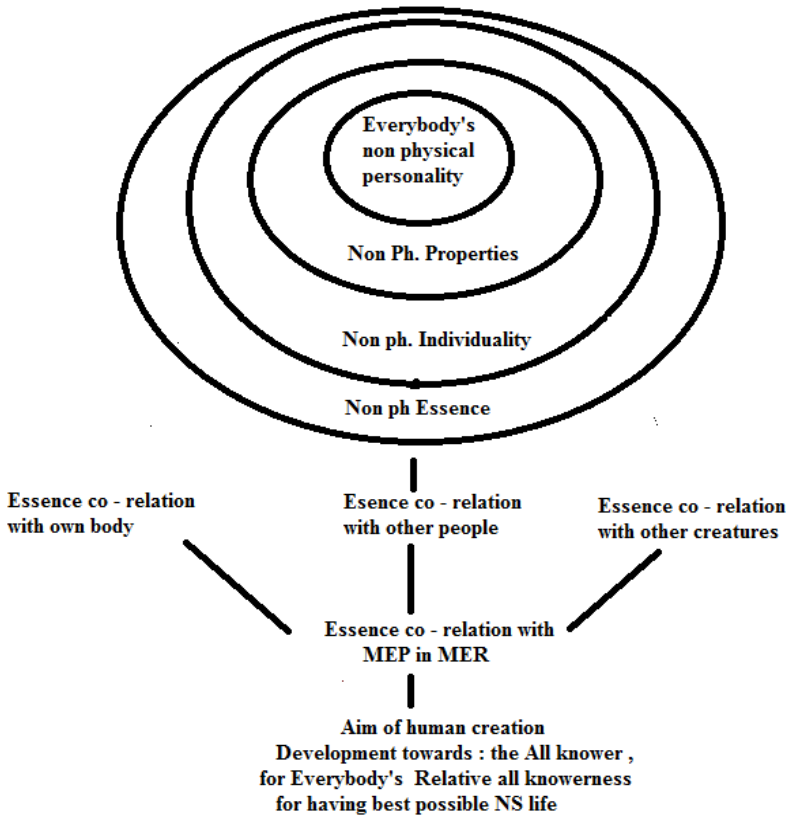 Everybody's
non physical
personality
Non Ph. Properties
Non ph. Individuality
Non ph Essence
Essence co - relation
with own body
Esence co - relation
with other people
Essence co - relation
with other creatures
Essence co - relation with
MEP in MER
Aim of human creation
Development towards : the All knower ,
for Everybody's Relative all knowerness
for having best possible NS life